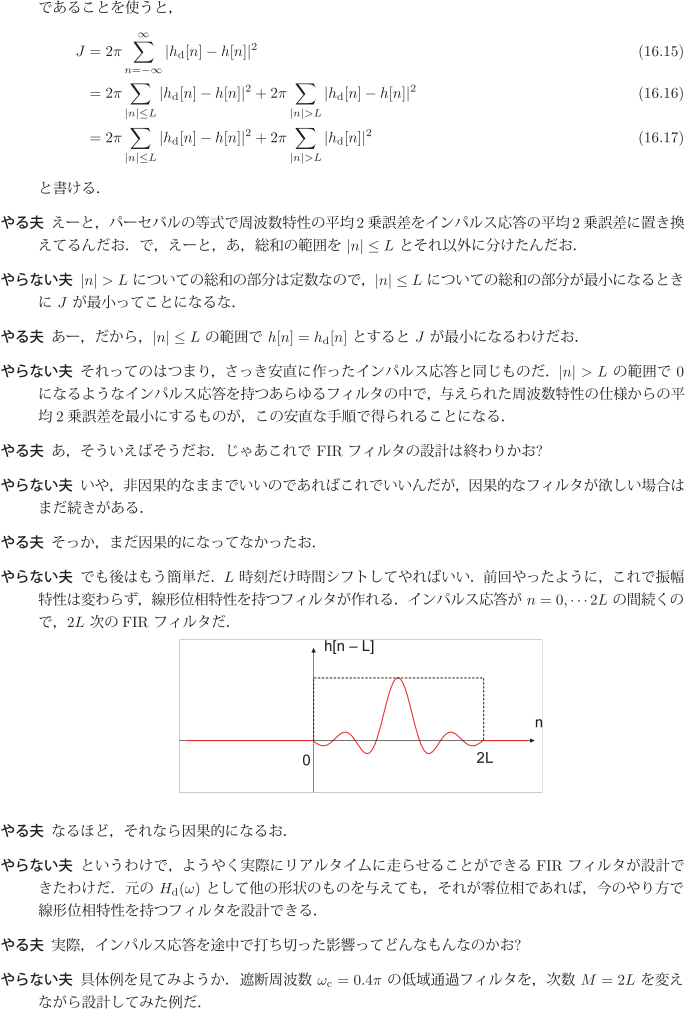 であることを使うと，
J = 2π ∑_{n=−∞}^{∞} |h_d[n] − h[n]|² (16.15)
= 2π ∑_{|n|≤L} |h_d[n] − h[n]|² + 2π ∑_{|n|>L} |h_d[n] − h[n]|² (16.16)
= 2π ∑_{|n|≤L} |h_d[n] − h[n]|² + 2π ∑_{|n|>L} |h_d[n]|² (16.17)
と書ける．
やる夫 えーと，パーセバルの等式で周波数特性の平均 2 乗誤差をインパルス応答の平均 2 乗誤差に置き換
えてるんだお．で，えーと，あ，総和の範囲を |n| ≤ L とそれ以外に分けたんだお．
やらない夫 |n| > L についての総和の部分は定数なので，|n| ≤ L についての総和の部分が最小になるとき
に J が最小ってことになるな．
やる夫 あー，だから，|n| ≤ L の範囲で h[n] = h_d[n] とすると J が最小になるわけだお．
やらない夫 それってのはつまり，さっき安直に作ったインパルス応答と同じものだ．|n| > L の範囲で 0
になるようなインパルス応答を持つあらゆるフィルタの中で，与えられた周波数特性の仕様からの平
均 2 乗誤差を最小にするものが，この安直な手順で得られることになる．
やる夫 あ，そういえばそうだお．じゃあこれで FIR フィルタの設計は終わりかお?
やらない夫 いや，非因果的なままでいいのであればこれでいいんだが，因果的なフィルタが欲しい場合は
まだ続きがある．
やる夫 そっか，まだ因果的になってなかったお．
やらない夫 でも後はもう簡単だ．L 時刻だけ時間シフトしてやればいい．前回やったように，これで振幅
特性は変わらず，線形位相特性を持つフィルタが作れる．インパルス応答が n = 0, ⋯ 2L の間続くの
で，2L 次の FIR フィルタだ．
h[n – L]
n
0
2L
やる夫 なるほど，それなら因果的になるお．
やらない夫 というわけで，ようやく実際にリアルタイムに走らせることができる FIR フィルタが設計で
きたわけだ．元の H_d(ω) として他の形状のものを与えても，それが零位相であれば，今のやり方で
線形位相特性を持つフィルタを設計できる．
やる夫 実際，インパルス応答を途中で打ち切った影響ってどんなもんなのかお?
やらない夫 具体例を見てみようか．遮断周波数 ω_c = 0.4π の低域通過フィルタを，次数 M = 2L を変え
ながら設計してみた例だ．